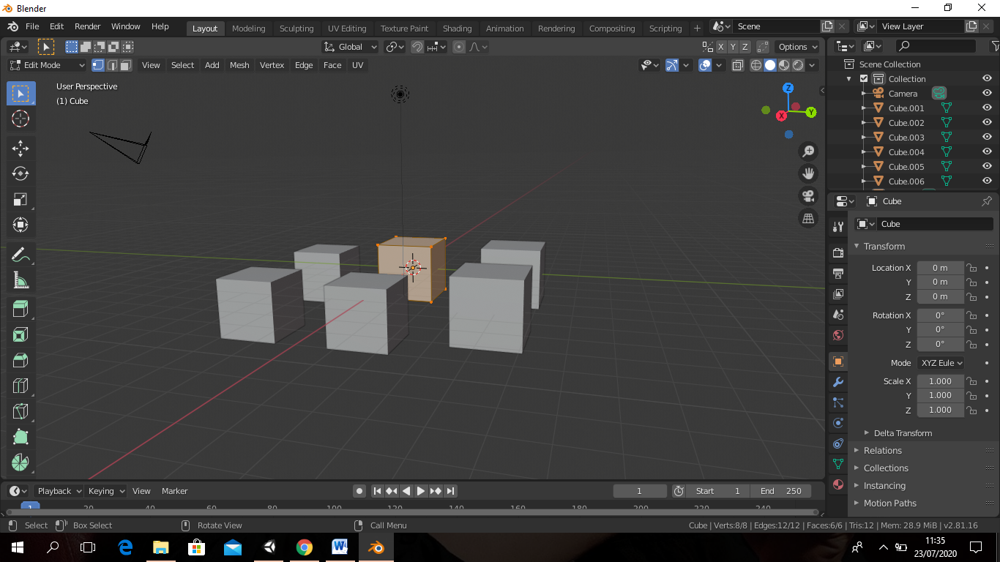 Blender
File Edit Render Window Help Layout Modeling Sculpting UV Editing Texture Paint Shading Animation Rendering Compositing Scripting + Scene View Layer
Global X Y Z Options
Edit Mode View Select Add Mesh Vertex Edge Face UV
User Perspective
(1) Cube
Z
Y
X
Scene Collection
Collection
Camera
Cube.001
Cube.002
Cube.003
Cube.004
Cube.005
Cube.006
Cube
Cube
Transform
Location X 0 m
Y 0 m
Z 0 m
Rotation X 0°
Y 0°
Z 0°
Mode XYZ Eule
Scale X 1.000
Y 1.000
Z 1.000
Delta Transform
Relations
Collections
Instancing
Motion Paths
Playback Keying View Marker 1 Start 1 End 250
1 20 40 60 80 100 120 140 160 180 200 220 240
Select Box Select Rotate View Call Menu Cube | Verts:8/8 | Edges:12/12 | Faces:6/6 | Tris:12 | Mem: 28.9 MiB | v2.81.16
11:35
23/07/2020